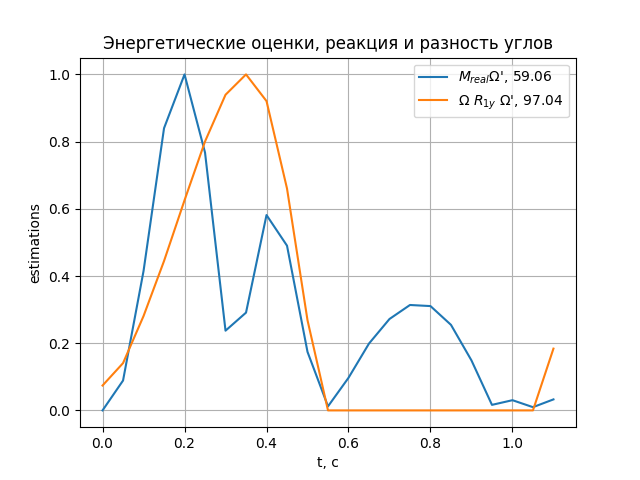 Энергетические оценки, реакция и разность углов
M_realΩ', 59.06
Ω R_1y Ω', 97.04
estimations
1.0
0.8
0.6
0.4
0.2
0.0
0.0 0.2 0.4 0.6 0.8 1.0
t, c